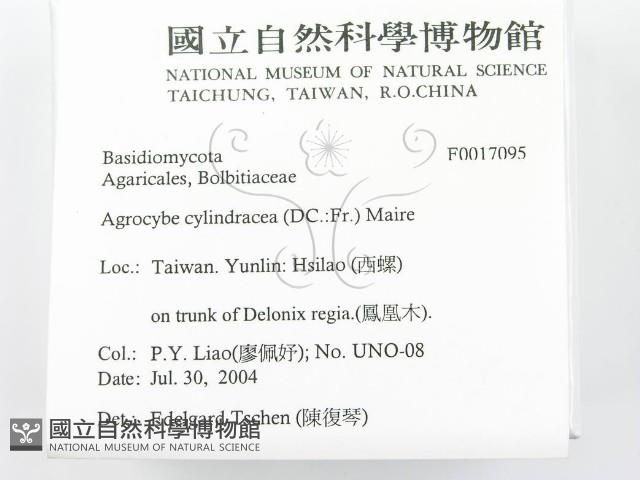 國立自然科學博物館
NATIONAL MUSEUM OF NATURAL SCIENCE
TAICHUNG, TAIWAN, R.O.CHINA
Basidiomycota F0017095
Agaricales, Bolbitiaceae
Agrocybe cylindracea (DC.:Fr.) Maire
Loc.: Taiwan. Yunlin: Hsilao (西螺)
on trunk of Delonix regia.(鳳凰木).
Col.: P.Y. Liao(廖佩妤); No. UNO-08
Date: Jul. 30, 2004
Det.: Edelgard Tschen (陳復琴)
國立自然科學博物館
NATIONAL MUSEUM OF NATURAL SCIENCE